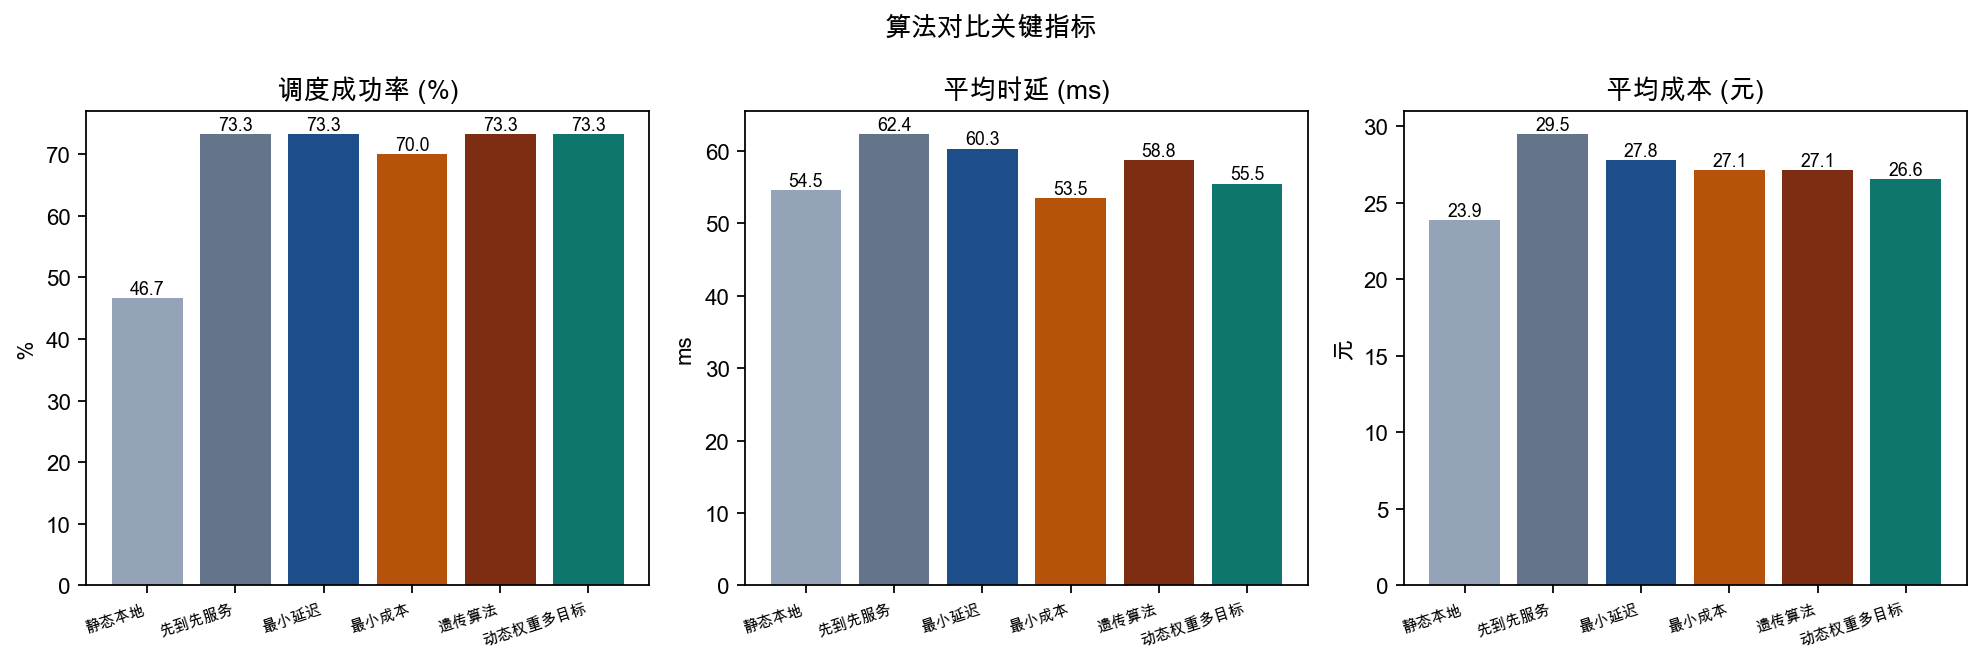 算法对比关键指标
调度成功率 (%)
%
70
60
50
40
30
20
10
0
46.7
73.3
73.3
70.0
73.3
73.3
静态本地
先到先服务
最小延迟
最小成本
遗传算法
动态权重多目标
平均时延 (ms)
ms
60
50
40
30
20
10
0
54.5
62.4
60.3
53.5
58.8
55.5
静态本地
先到先服务
最小延迟
最小成本
遗传算法
动态权重多目标
平均成本 (元)
元
30
25
20
15
10
5
0
23.9
29.5
27.8
27.1
27.1
26.6
静态本地
先到先服务
最小延迟
最小成本
遗传算法
动态权重多目标